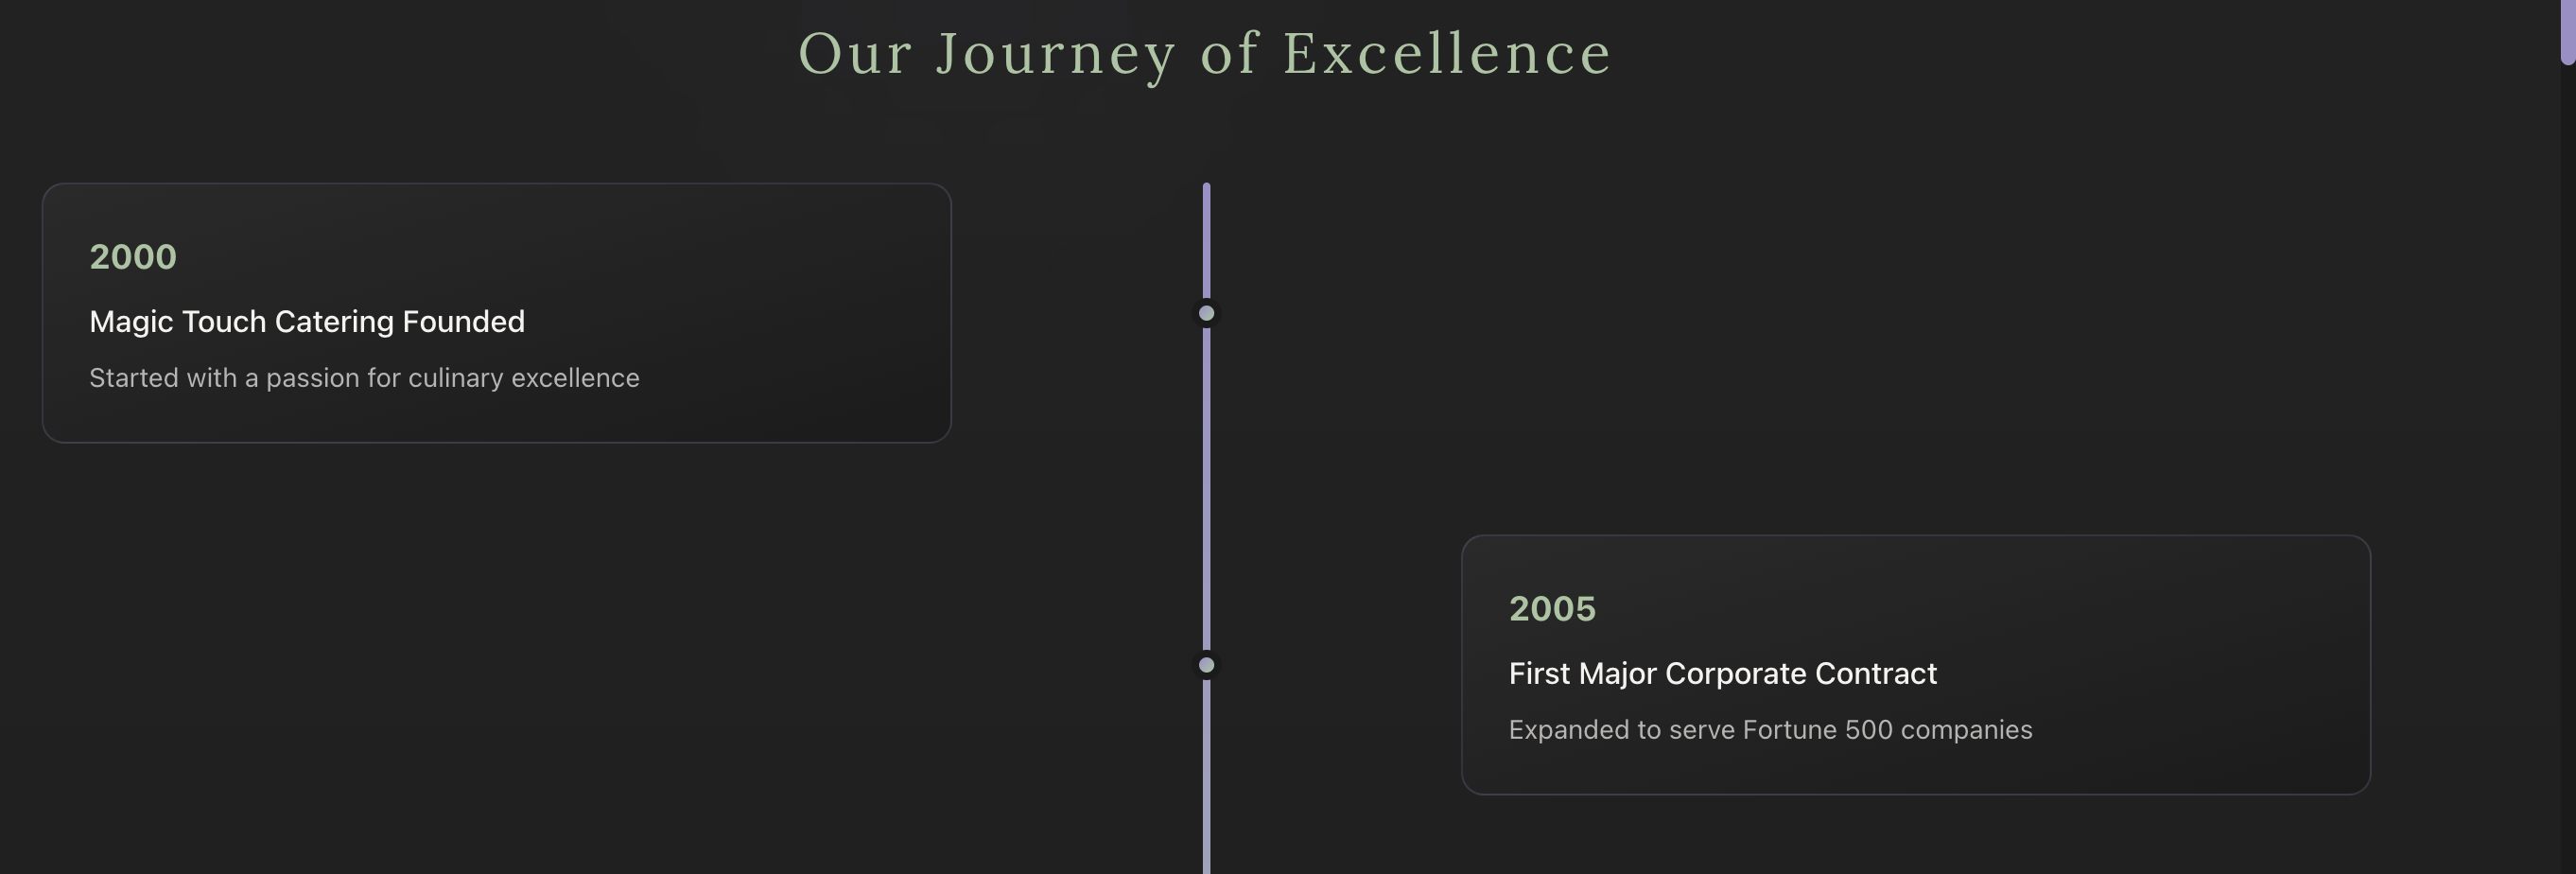 Our Journey of Excellence
2000
Magic Touch Catering Founded
Started with a passion for culinary excellence
2005
First Major Corporate Contract
Expanded to serve Fortune 500 companies